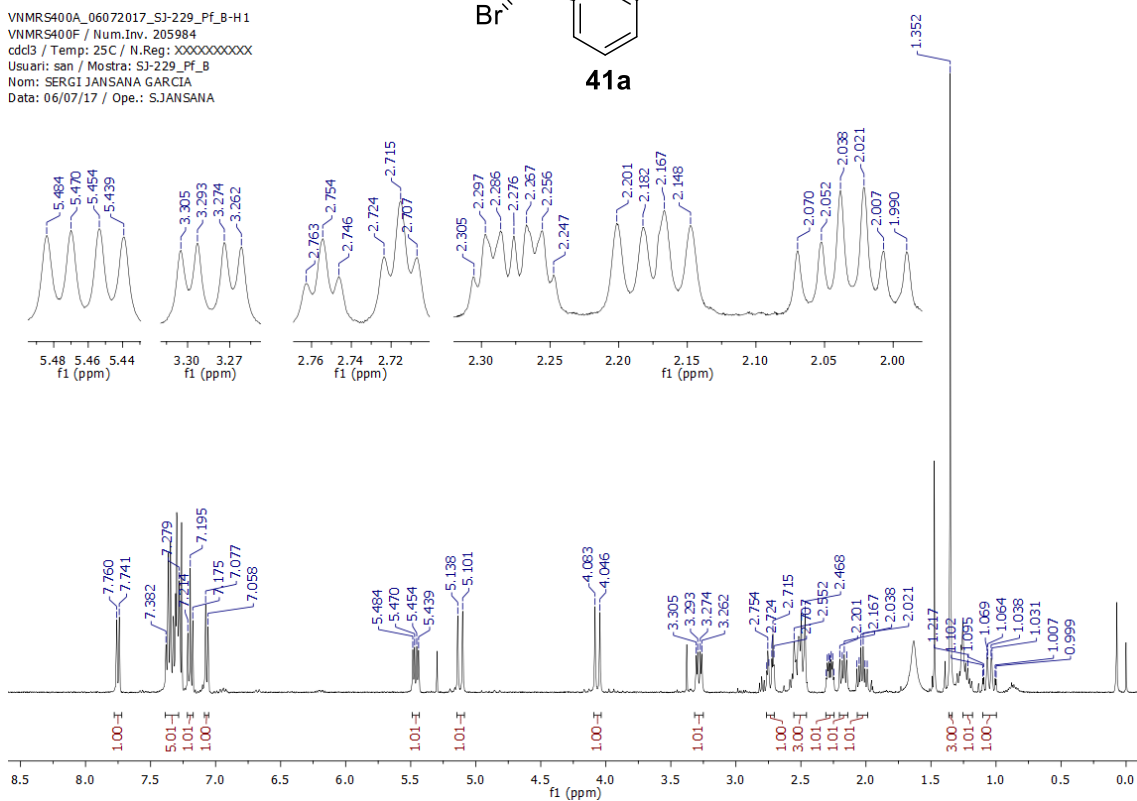 VNMRS400A_06072017_SJ-229_Pf_B-H1
VNMRS400F / Num.Inv. 205984
cdcl3 / Temp: 25C / N.Reg: XXXXXXXXXX
Usuari: san / Mostra: SJ-229_Pf_B
Nom: SERGI JANSANA GARCIA
Data: 06/07/17 / Ope.: S.JANSANA
Br
41a
1.352
5.484 5.470 5.454 5.439
3.305 3.293 3.274 3.262
2.763 2.754 2.746 2.724 2.715 2.707
2.305 2.297 2.286 2.276 2.267 2.256 2.247 2.201 2.182 2.167 2.148 2.070 2.052 2.038 2.021 2.007 1.990
5.48 5.46 5.44
f1 (ppm)
3.30 3.27
f1 (ppm)
2.76 2.74 2.72
f1 (ppm)
2.30 2.25 2.20 2.15 2.10 2.05 2.00
f1 (ppm)
7.760 7.741 7.382 7.279 7.214 7.195 7.175 7.077 7.058
5.484 5.470 5.454 5.439 5.138 5.101
4.083 4.046
3.305 3.293 3.274 3.262
2.754 2.724 2.715 2.707 2.552 2.468 2.201 2.167 2.038 2.021
1.217 1.102 1.095 1.069 1.064 1.038 1.031 1.007 0.999
1.00 5.01 1.01 1.00 1.01 1.01 1.00 1.01 1.00 3.00 1.01 1.01 1.01 3.00 1.01 1.00
8.5 8.0 7.5 7.0 6.5 6.0 5.5 5.0 4.5 4.0 3.5 3.0 2.5 2.0 1.5 1.0 0.5 0.0
f1 (ppm)